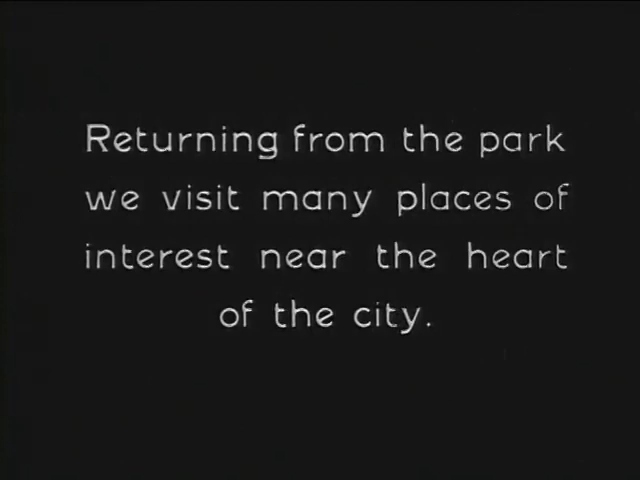 Returning from the park
we visit many places of
interest near the heart
of the city.